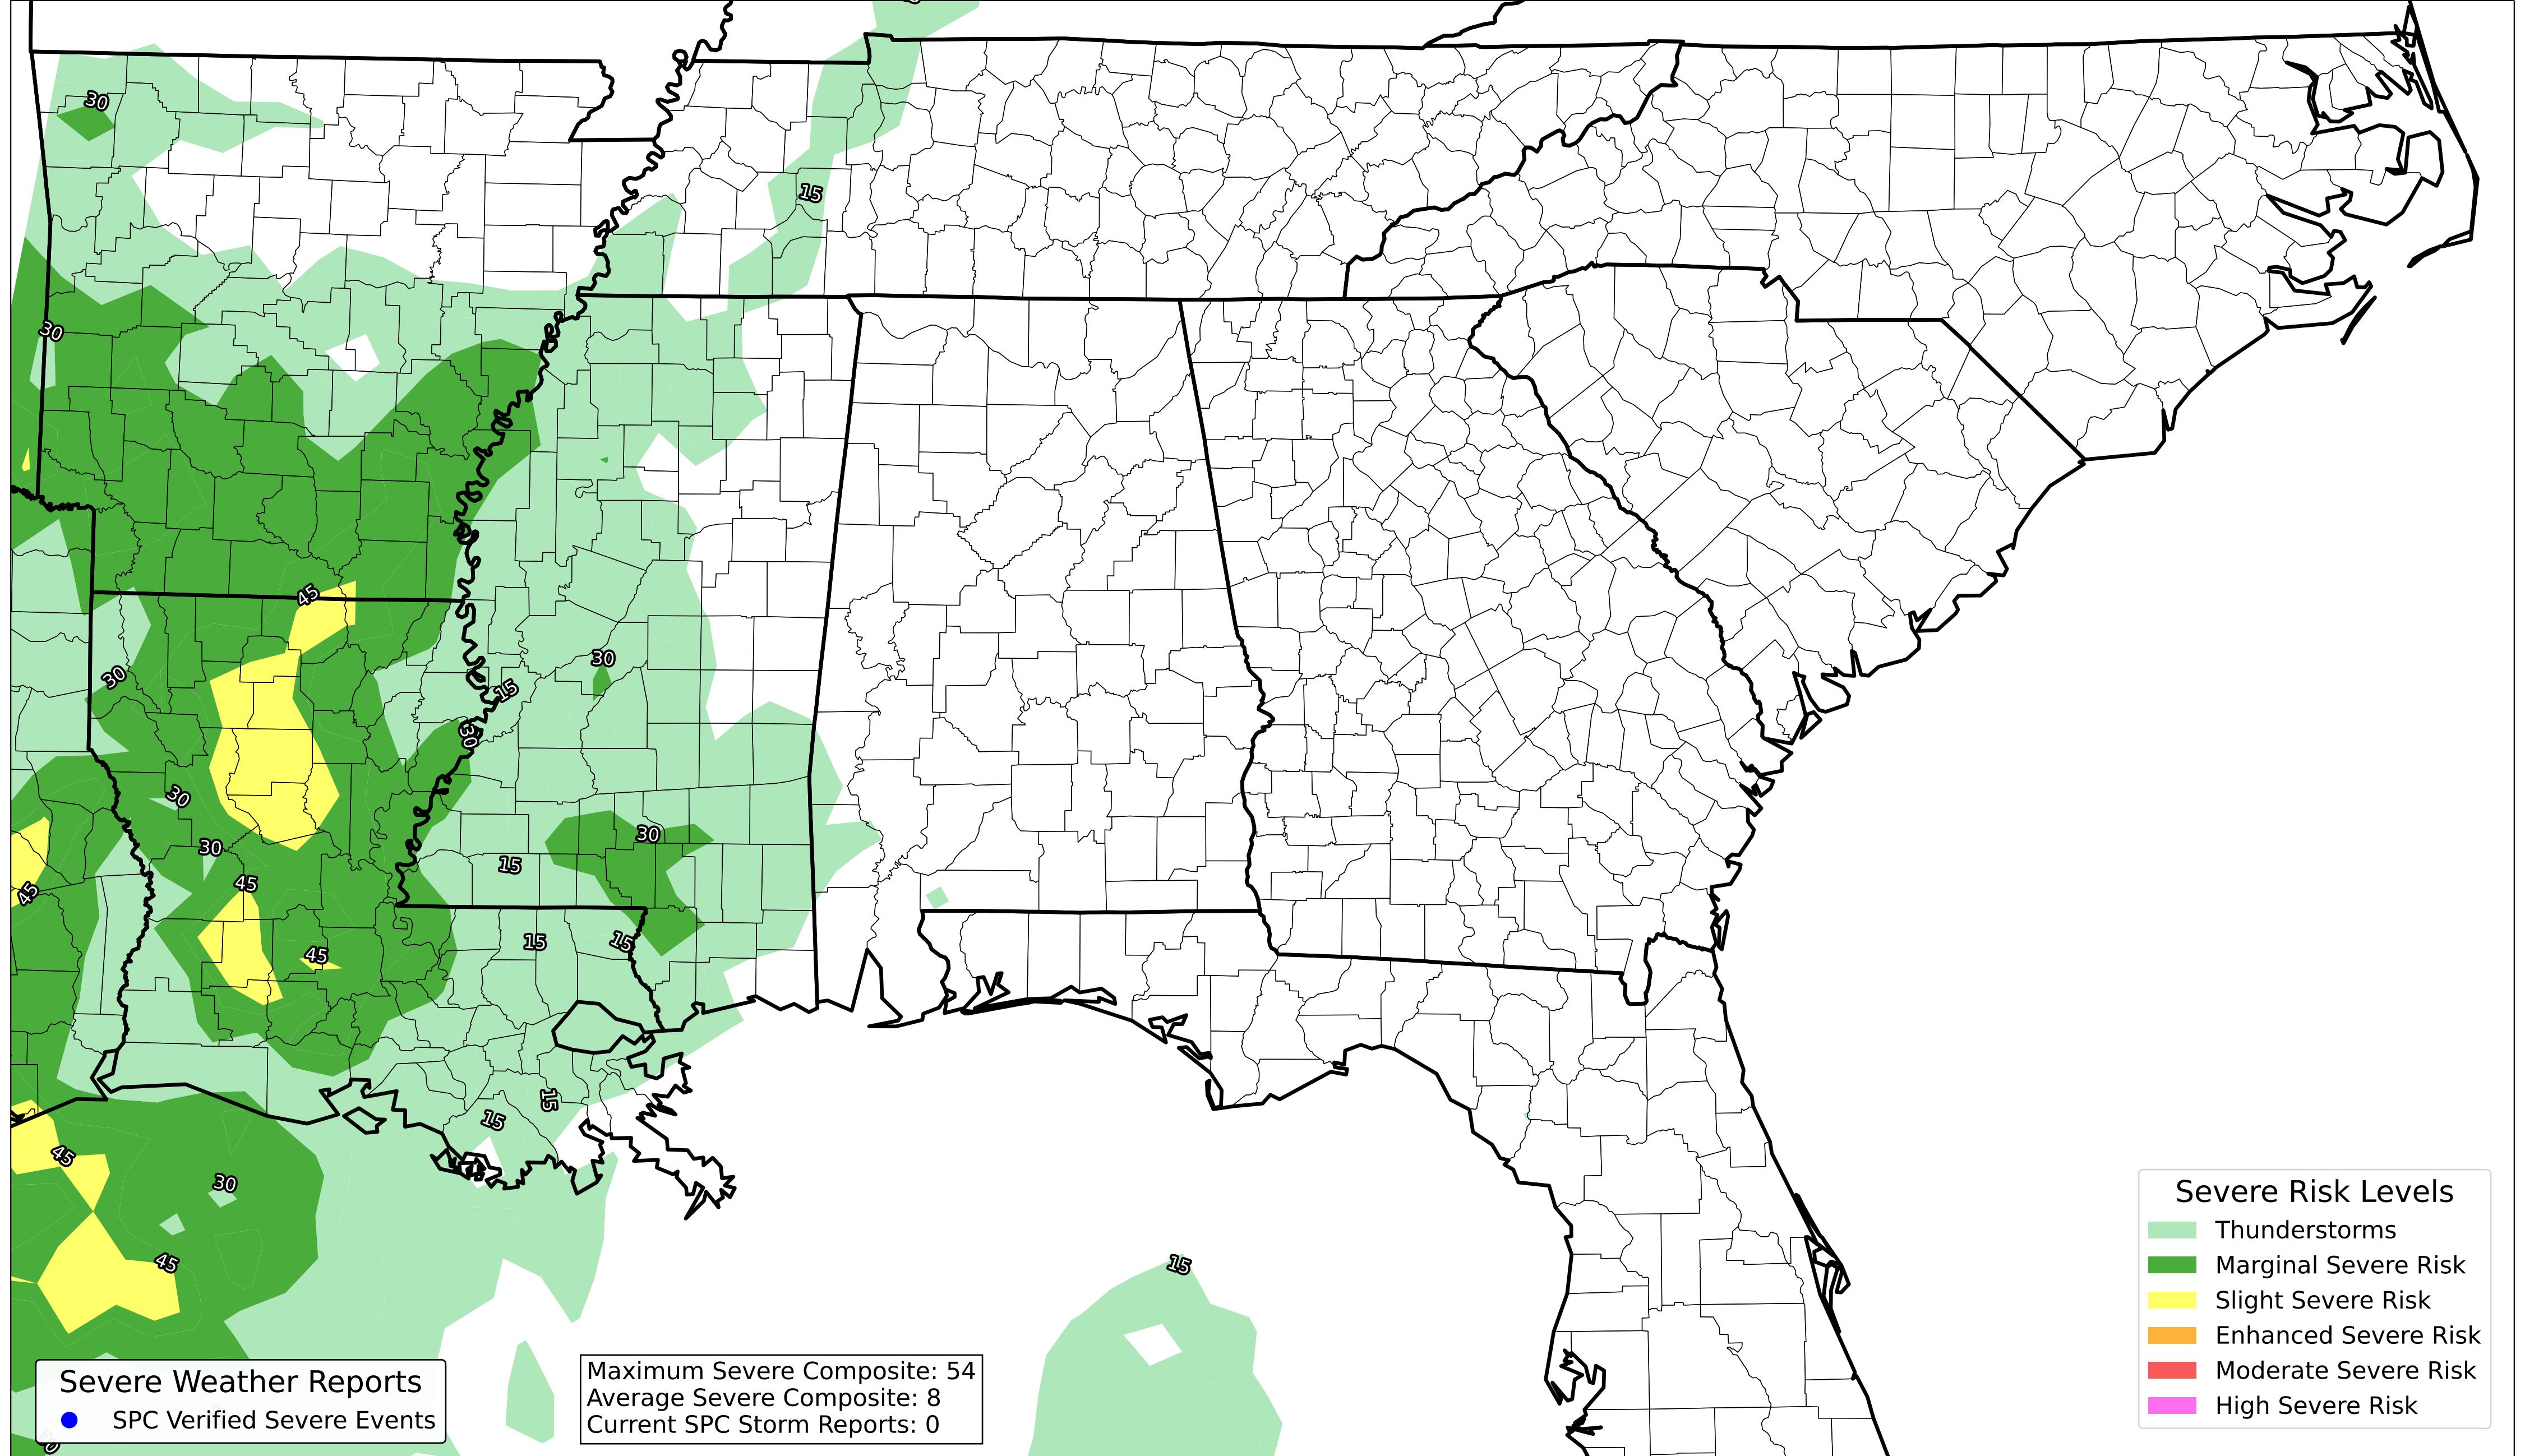 30
15
30
45
30
15
30
30
30
30
15
45
45
15
15
45
15
15
45
30
45
15
Severe Risk Levels
Thunderstorms
Marginal Severe Risk
Slight Severe Risk
Enhanced Severe Risk
Moderate Severe Risk
High Severe Risk
Severe Weather Reports
SPC Verified Severe Events
Maximum Severe Composite: 54
Average Severe Composite: 8
Current SPC Storm Reports: 0